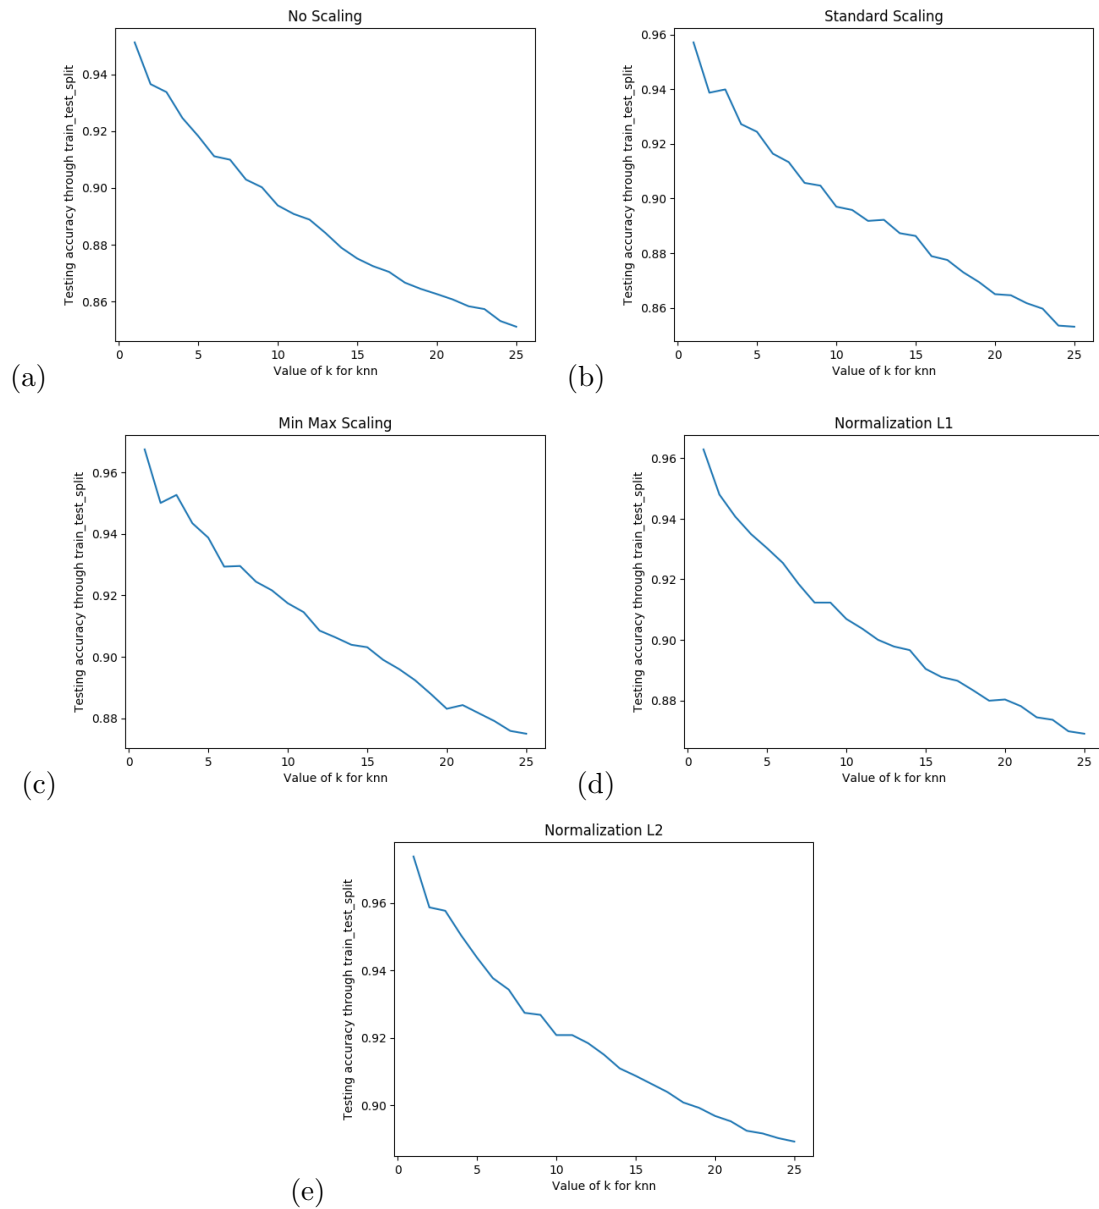 No Scaling
Testing accuracy through train_test_split
0.94
0.92
0.90
0.88
0.86
0 5 10 15 20 25
Value of k for knn
(a)
Standard Scaling
Testing accuracy through train_test_split
0.96
0.94
0.92
0.90
0.88
0.86
0 5 10 15 20 25
Value of k for knn
(b)
Min Max Scaling
Testing accuracy through train_test_split
0.96
0.94
0.92
0.90
0.88
0 5 10 15 20 25
Value of k for knn
(c)
Normalization L1
Testing accuracy through train_test_split
0.96
0.94
0.92
0.90
0.88
0 5 10 15 20 25
Value of k for knn
(d)
Normalization L2
Testing accuracy through train_test_split
0.96
0.94
0.92
0.90
0 5 10 15 20 25
Value of k for knn
(e)